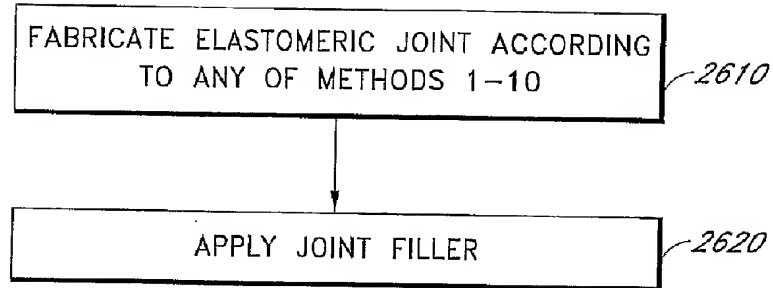 FABRICATE ELASTOMERIC JOINT ACCORDING
TO ANY OF METHODS 1-10
2610
APPLY JOINT FILLER
2620